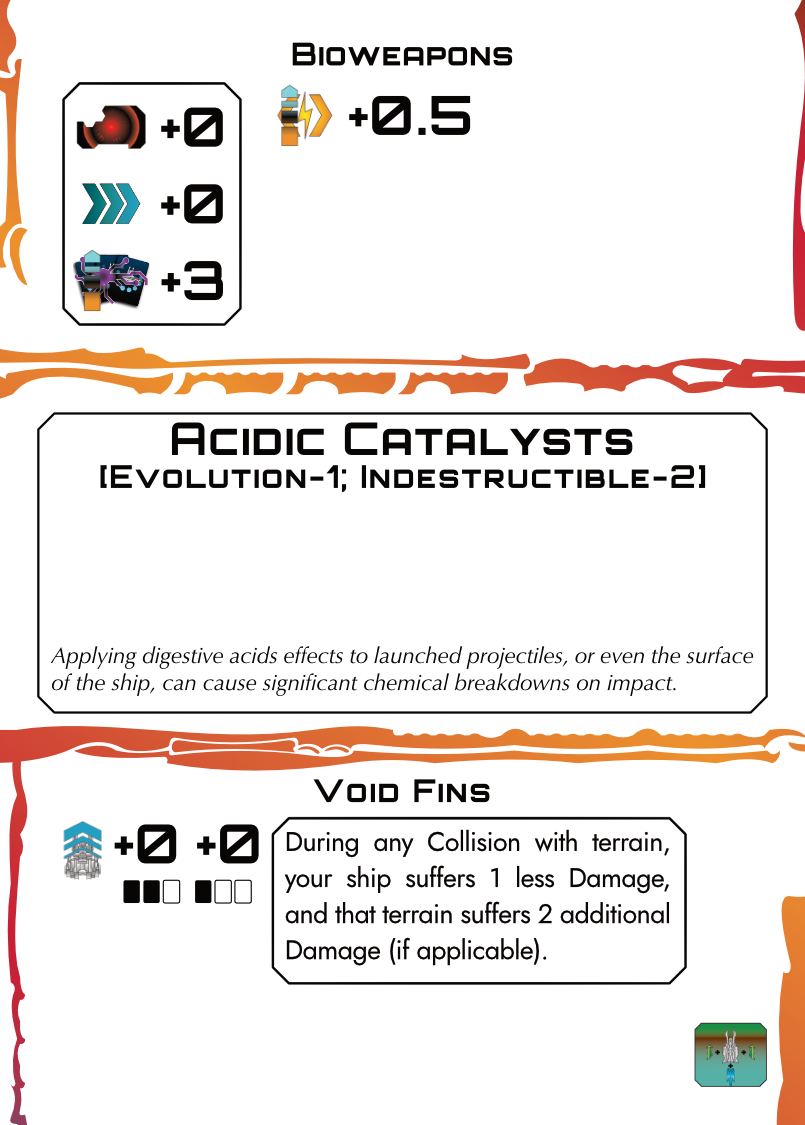 Bioweapons
+0
+0.5
+0
+3
Acidic Catalysts
[Evolution-1; Indestructible-2]
Applying digestive acids effects to launched projectiles, or even the surface
of the ship, can cause significant chemical breakdowns on impact.
Void Fins
+0 +0
During any Collision with terrain,
your ship suffers 1 less Damage,
and that terrain suffers 2 additional
Damage (if applicable).